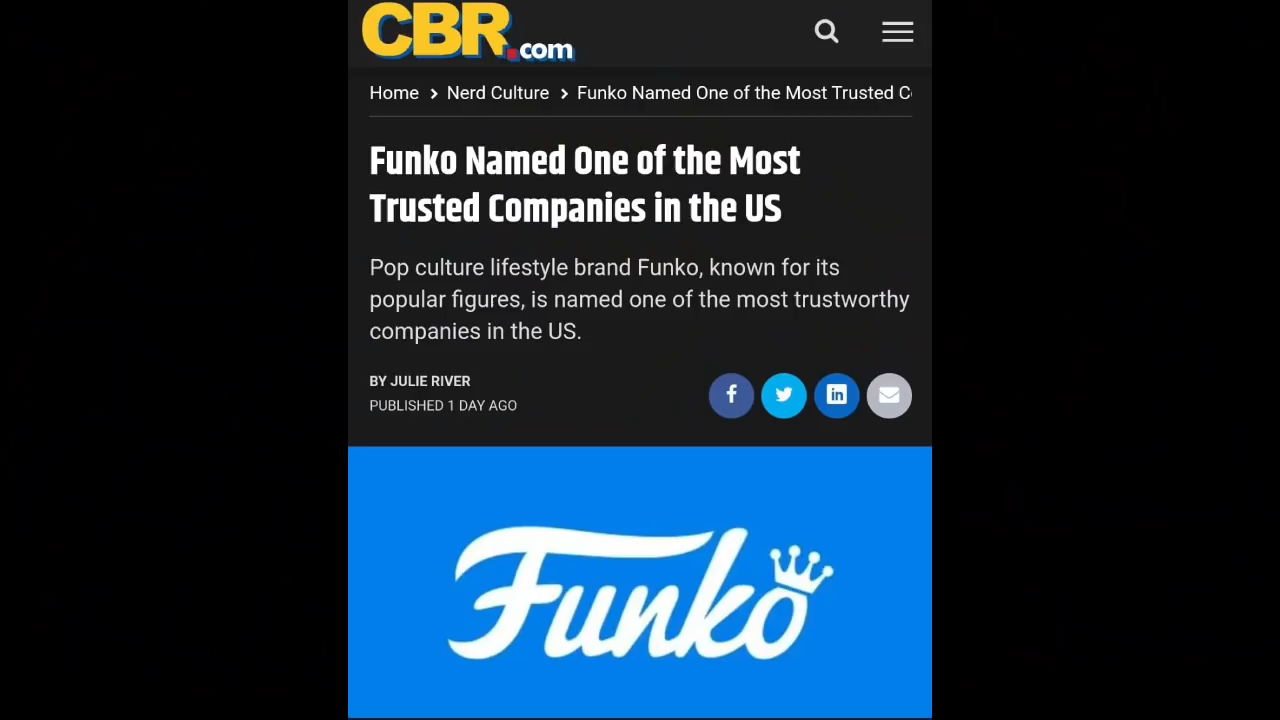 CBR.com
Home > Nerd Culture > Funko Named One of the Most Trusted Co
Funko Named One of the Most
Trusted Companies in the US
Pop culture lifestyle brand Funko, known for its
popular figures, is named one of the most trustworthy
companies in the US.
BY JULIE RIVER
PUBLISHED 1 DAY AGO
f
in
Funko